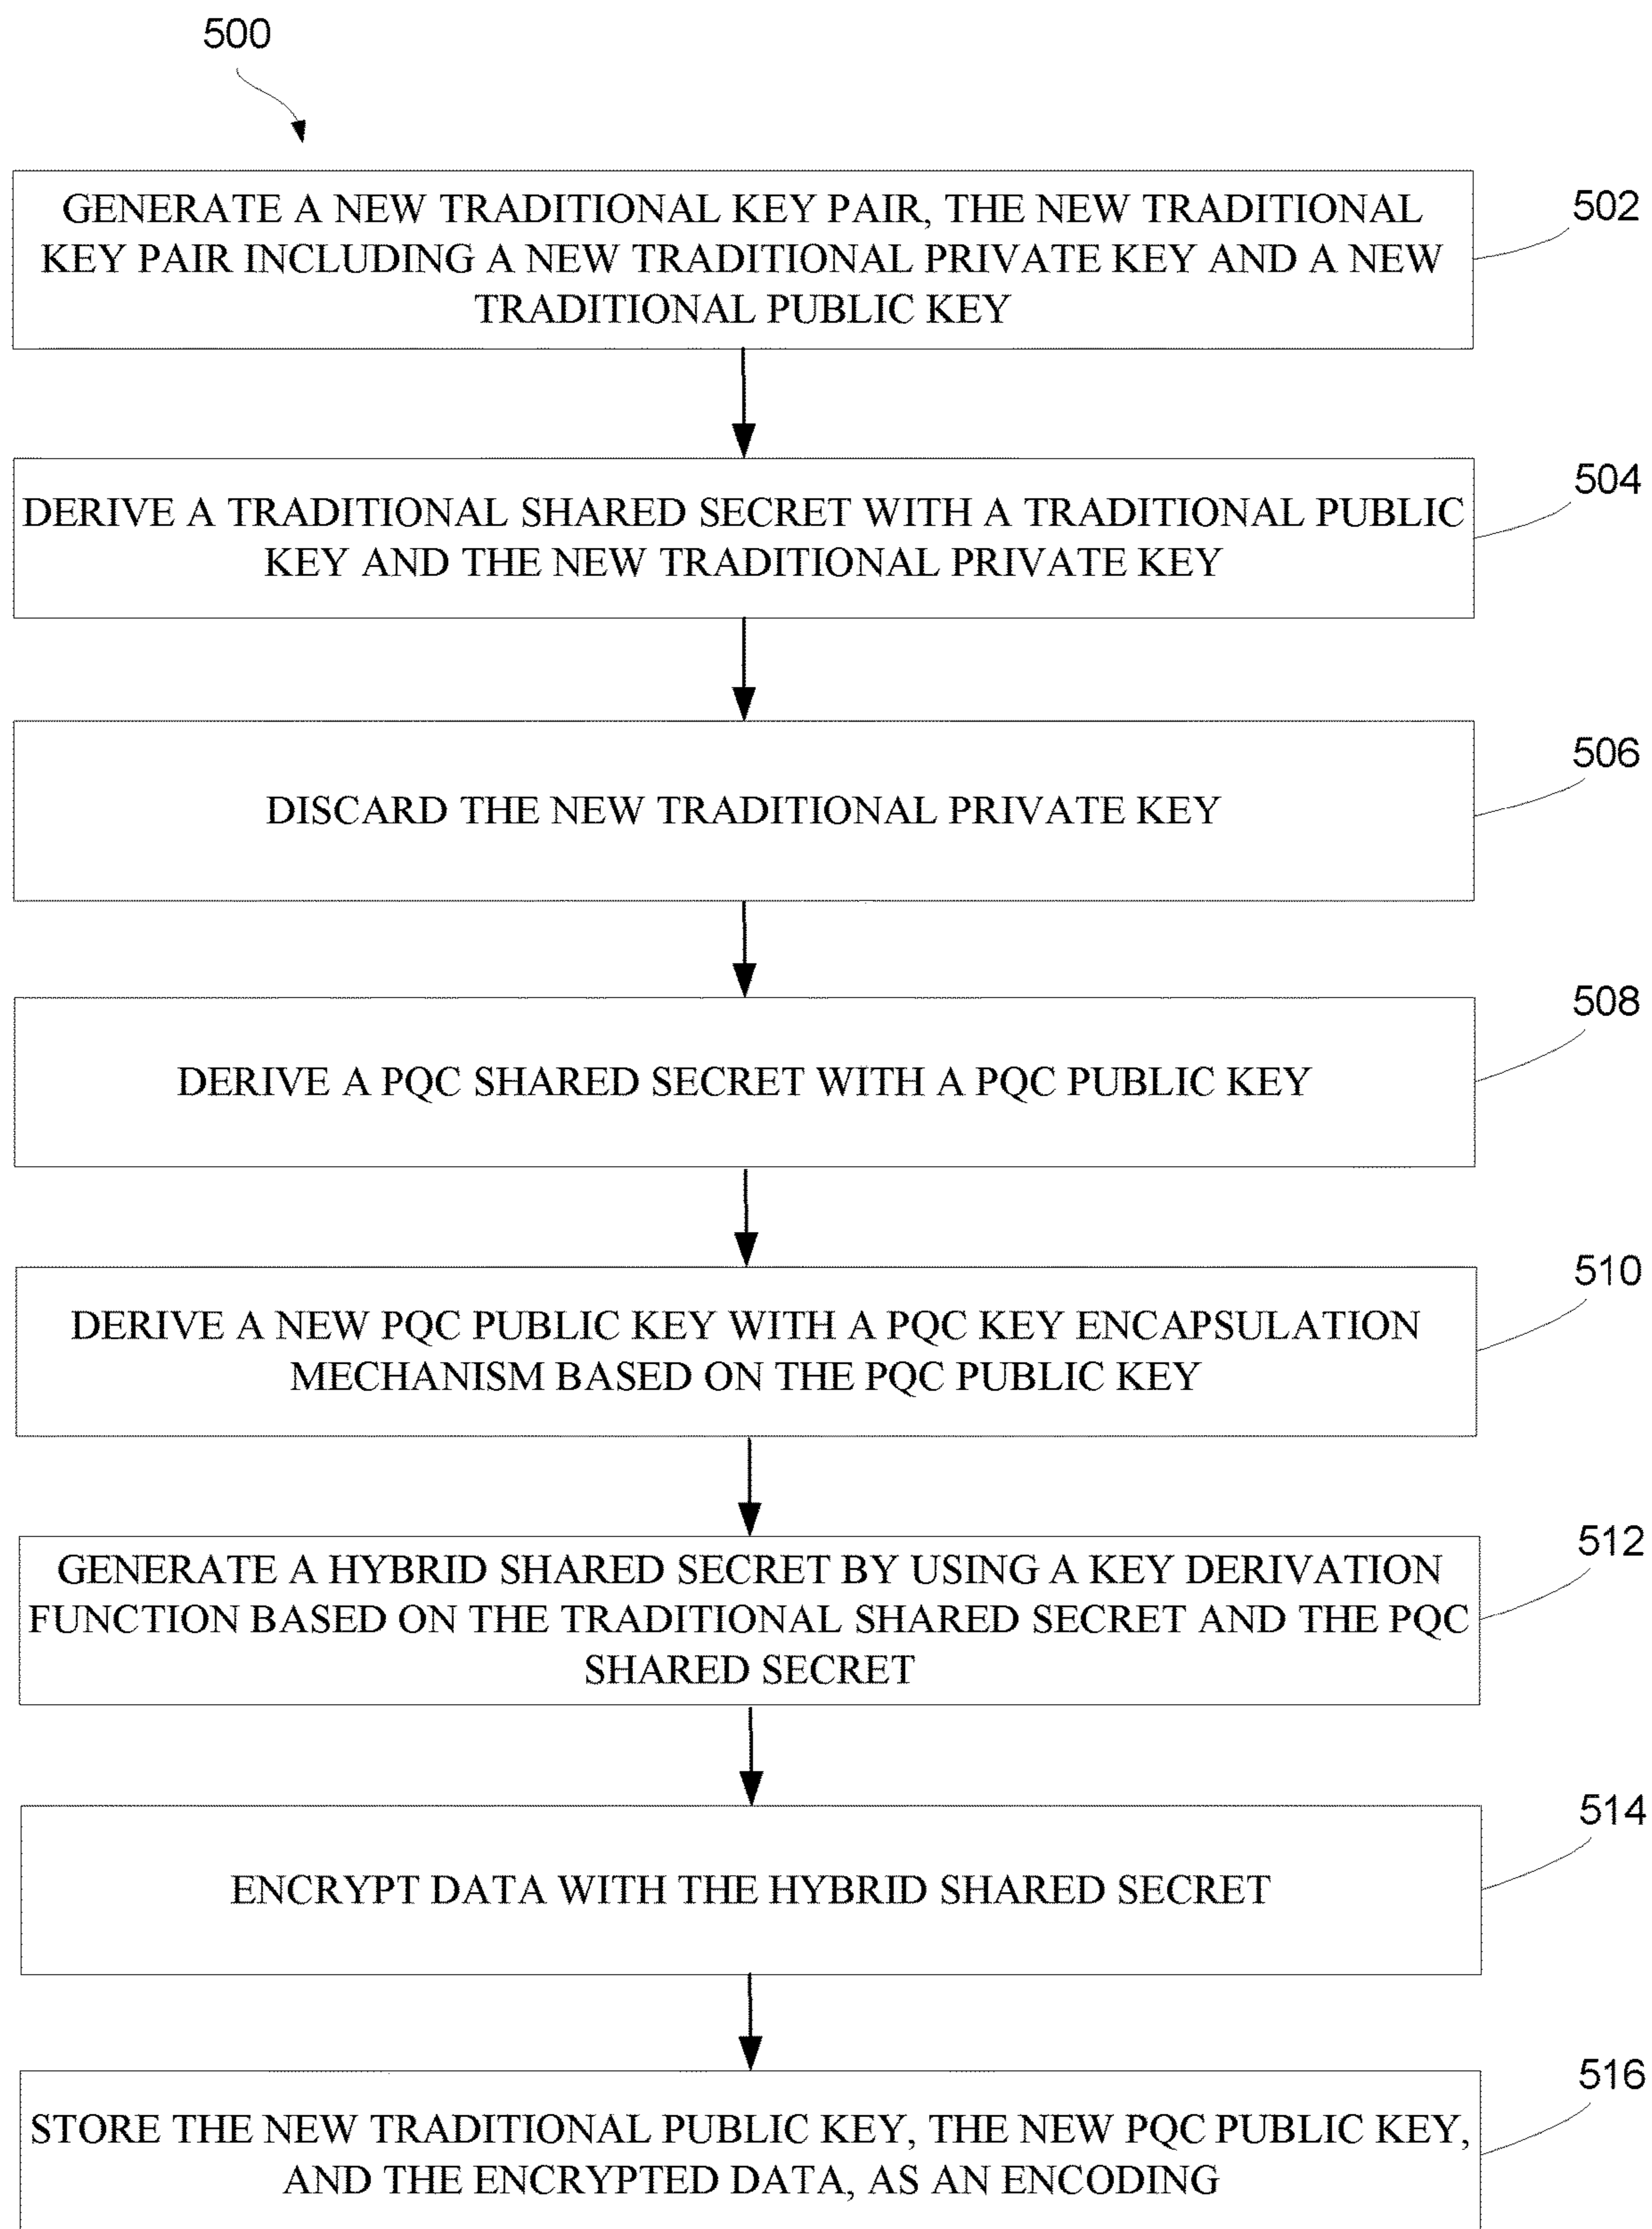 500
GENERATE A NEW TRADITIONAL KEY PAIR, THE NEW TRADITIONAL
KEY PAIR INCLUDING A NEW TRADITIONAL PRIVATE KEY AND A NEW
TRADITIONAL PUBLIC KEY
502
DERIVE A TRADITIONAL SHARED SECRET WITH A TRADITIONAL PUBLIC
KEY AND THE NEW TRADITIONAL PRIVATE KEY
504
DISCARD THE NEW TRADITIONAL PRIVATE KEY
506
DERIVE A PQC SHARED SECRET WITH A PQC PUBLIC KEY
508
DERIVE A NEW PQC PUBLIC KEY WITH A PQC KEY ENCAPSULATION
MECHANISM BASED ON THE PQC PUBLIC KEY
510
GENERATE A HYBRID SHARED SECRET BY USING A KEY DERIVATION
FUNCTION BASED ON THE TRADITIONAL SHARED SECRET AND THE PQC
SHARED SECRET
512
ENCRYPT DATA WITH THE HYBRID SHARED SECRET
514
STORE THE NEW TRADITIONAL PUBLIC KEY, THE NEW PQC PUBLIC KEY,
AND THE ENCRYPTED DATA, AS AN ENCODING
516